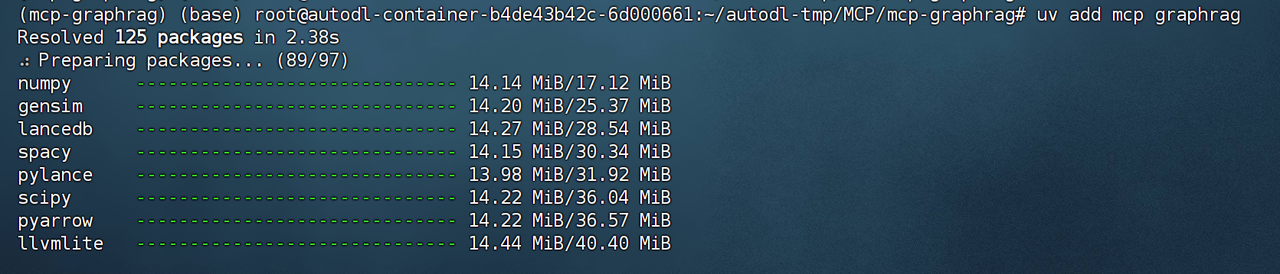 (mcp-graphrag) (base) root@autodl-container-b4de43b42c-6d000661:~/autodl-tmp/MCP/mcp-graphrag# uv add mcp graphrag
Resolved 125 packages in 2.38s
⠴ Preparing packages... (89/97)
numpy      ------------------------------ 14.14 MiB/17.12 MiB
gensim     ------------------------------ 14.20 MiB/25.37 MiB
lancedb    ------------------------------ 14.27 MiB/28.54 MiB
spacy      ------------------------------ 14.15 MiB/30.34 MiB
pylance    ------------------------------ 13.98 MiB/31.92 MiB
scipy      ------------------------------ 14.22 MiB/36.04 MiB
pyarrow    ------------------------------ 14.22 MiB/36.57 MiB
llvmlite   ------------------------------ 14.44 MiB/40.40 MiB